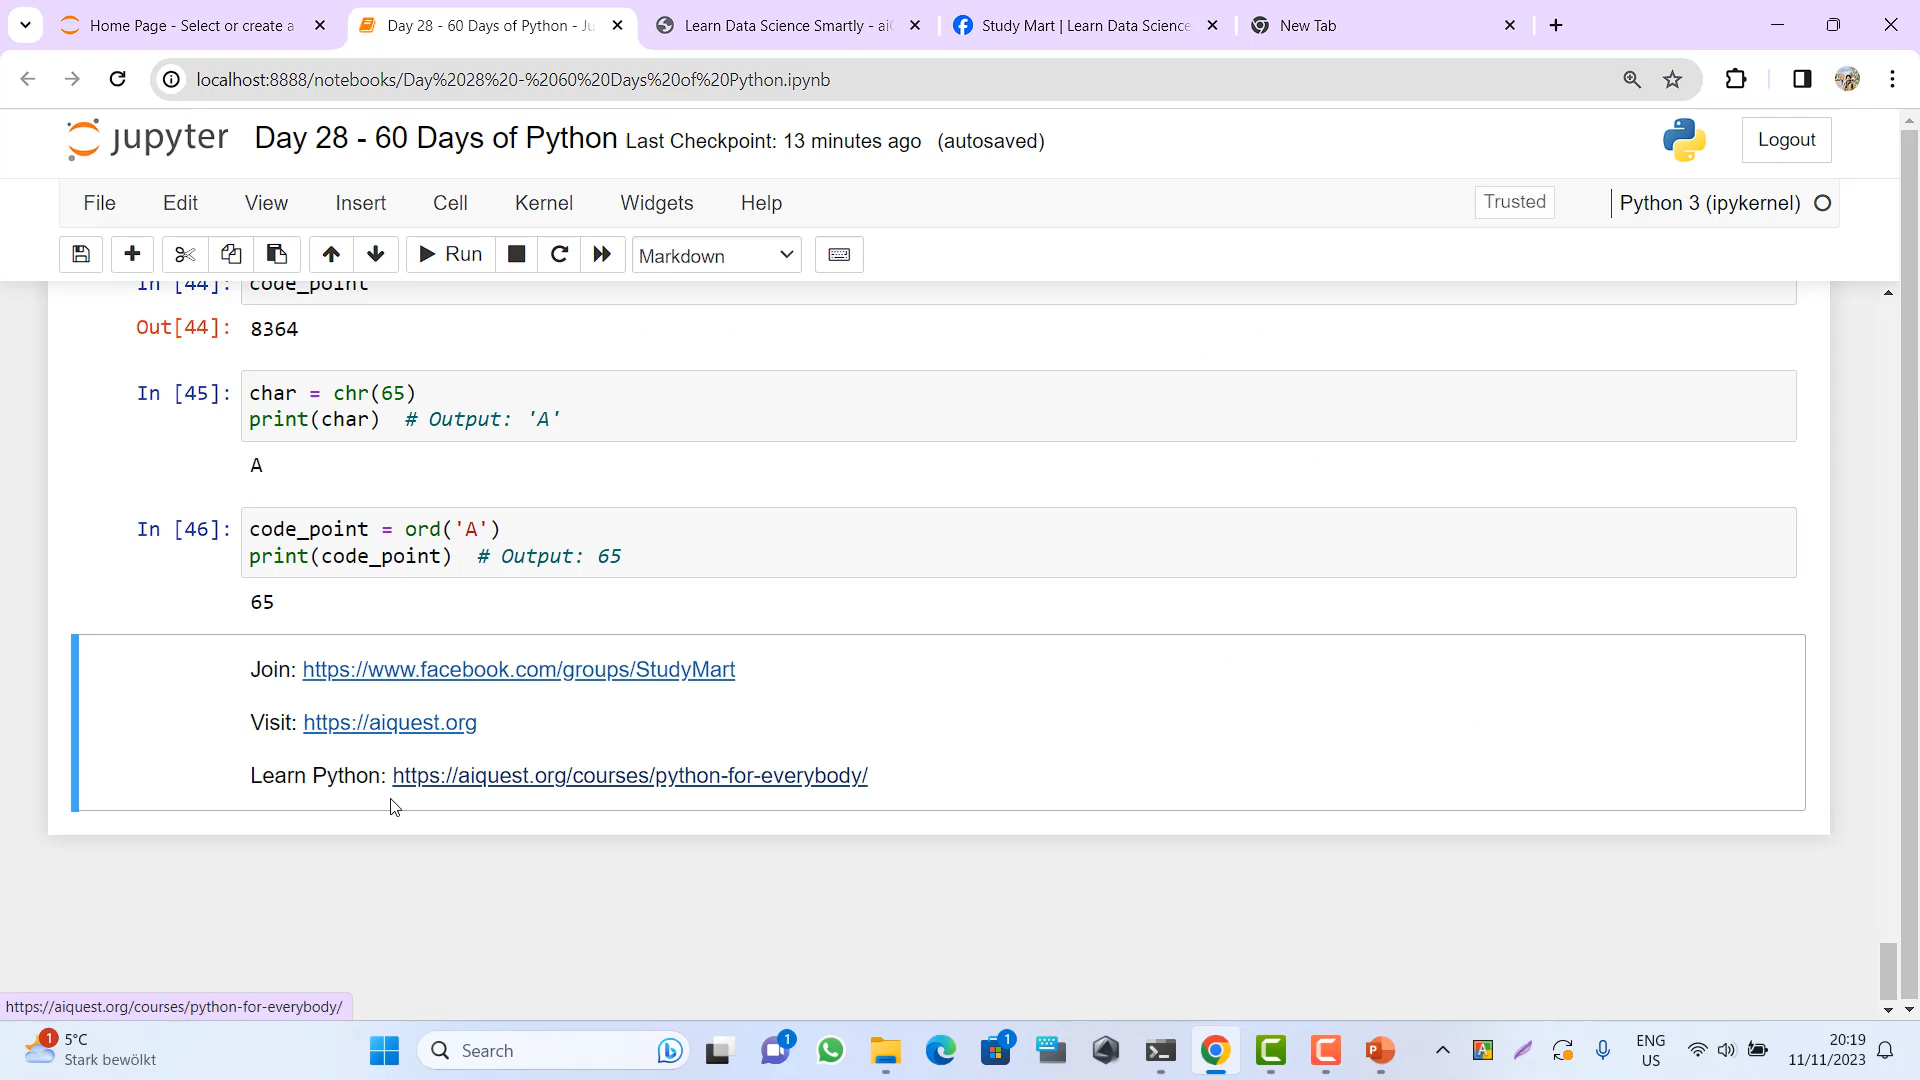 Home Page - Select or create a
Day 28 - 60 Days of Python - Ju
Learn Data Science Smartly - ai
Study Mart | Learn Data Science
New Tab
localhost:8888/notebooks/Day%2028%20-%2060%20Days%20of%20Python.ipynb
jupyter Day 28 - 60 Days of Python Last Checkpoint: 13 minutes ago (autosaved)
Logout
File Edit View Insert Cell Kernel Widgets Help
Trusted
Python 3 (ipykernel)
Run
Markdown
In [44]: code_point
Out[44]: 8364
In [45]: char = chr(65)
print(char) # Output: 'A'
A
In [46]: code_point = ord('A')
print(code_point) # Output: 65
65
Join: https://www.facebook.com/groups/StudyMart
Visit: https://aiquest.org
Learn Python: https://aiquest.org/courses/python-for-everybody/
https://aiquest.org/courses/python-for-everybody/
1
5°C
Stark bewölkt
Search
1
1
ENG
US
20:19
11/11/2023